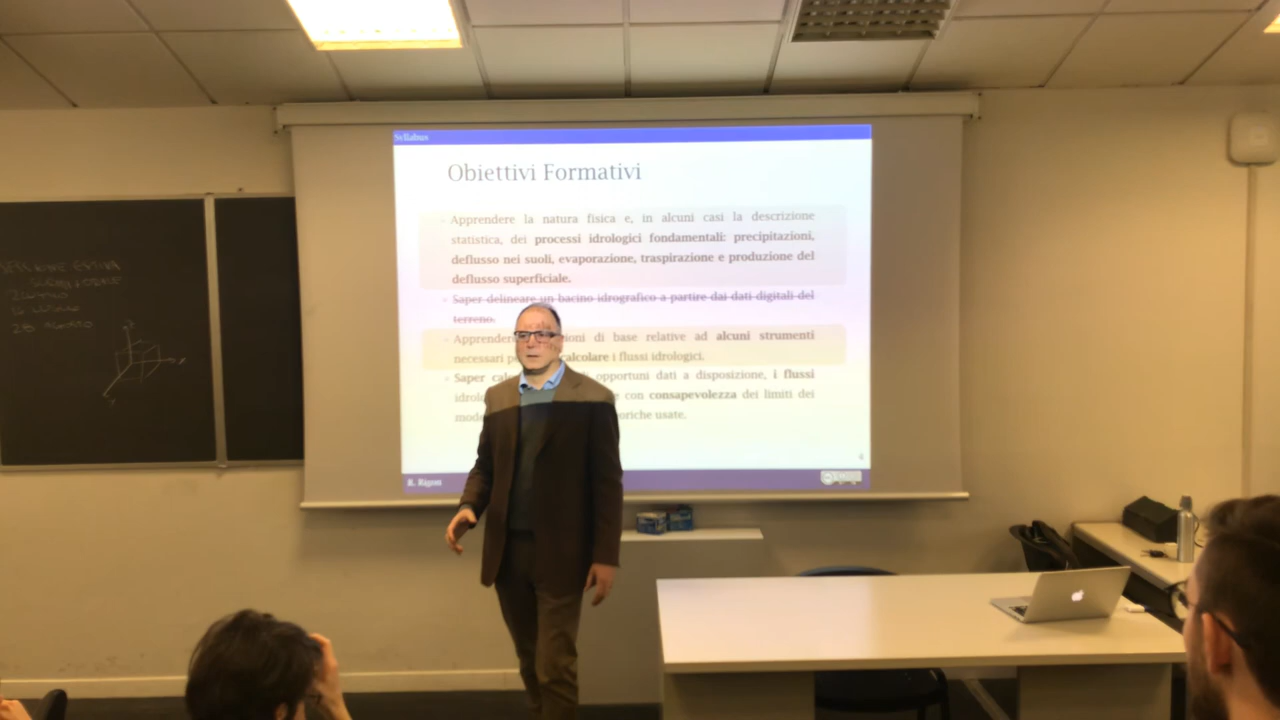 Syllabus
Obiettivi Formativi
Apprendere la natura fisica e, in alcuni casi la descrizione
statistica, dei processi idrologici fondamentali: precipitazioni,
deflusso nei suoli, evaporazione, traspirazione e produzione del
deflusso superficiale.
Saper delineare un bacino idrografico a partire dai dati digitali del
terreno.
di base relative ad alcuni strumenti
necessari calcolare i flussi idrologici.
Saper opportuni dati a disposizione, i flussi
con consapevolezza dei limiti dei
usate.
4
R. Rigon